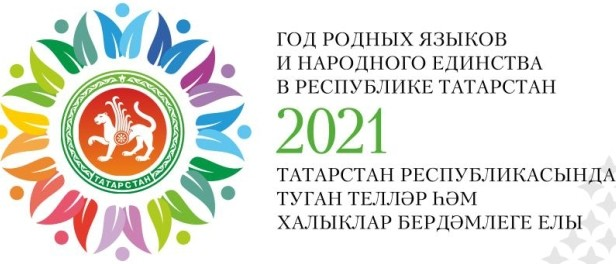 ГОД РОДНЫХ ЯЗЫКОВ
И НАРОДНОГО ЕДИНСТВА
В РЕСПУБЛИКЕ ТАТАРСТАН
2021
ТАТАРСТАН РЕСПУБЛИКАСЫНДА
ТУГАН ТЕЛЛӘР ҺӘМ
ХАЛЫКЛАР БЕРДӘМЛЕГЕ ЕЛЫ
ТАТАРСТАН